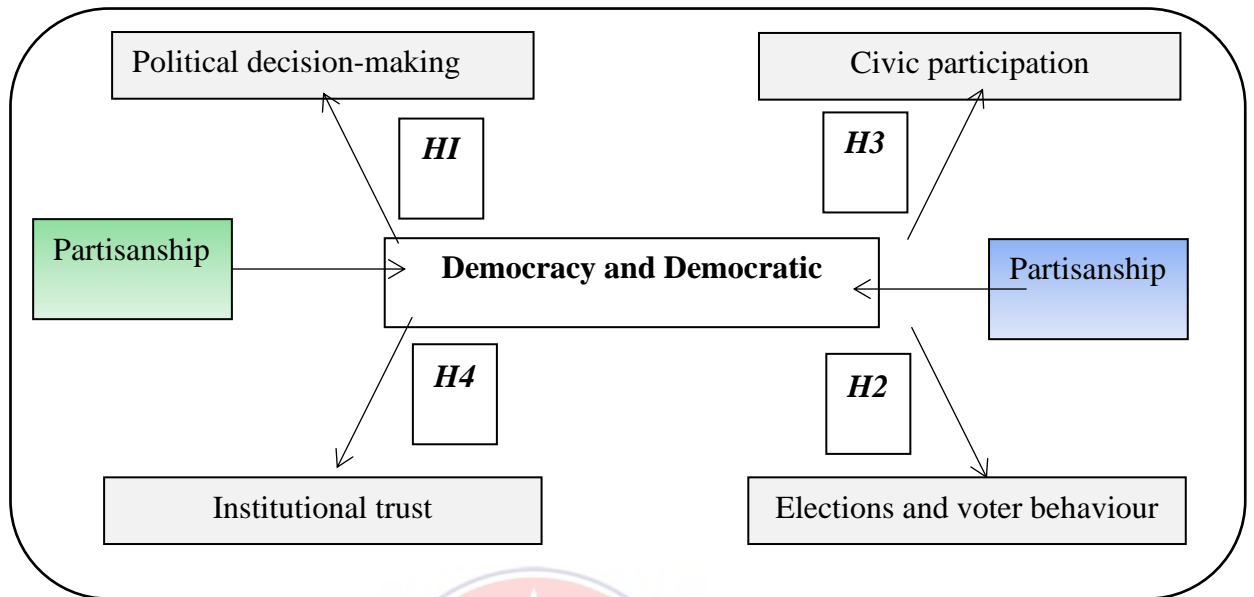 Political decision-making
Civic participation
HI
H3
Partisanship
Democracy and Democratic
Partisanship
H4
H2
Institutional trust
Elections and voter behaviour